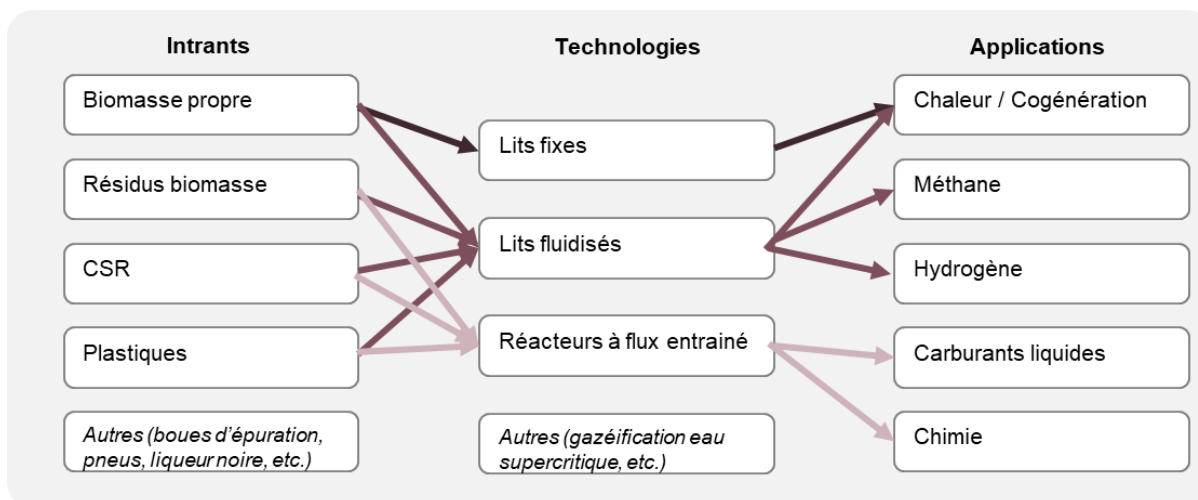 Intrants
Technologies
Applications
Biomasse propre
Résidus biomasse
CSR
Plastiques
Autres (boues d'épuration,
pneus, liqueur noire, etc.)
Lits fixes
Lits fluidisés
Réacteurs à flux entrainé
Autres (gazéification eau
supercritique, etc.)
Chaleur / Cogénération
Méthane
Hydrogène
Carburants liquides
Chimie